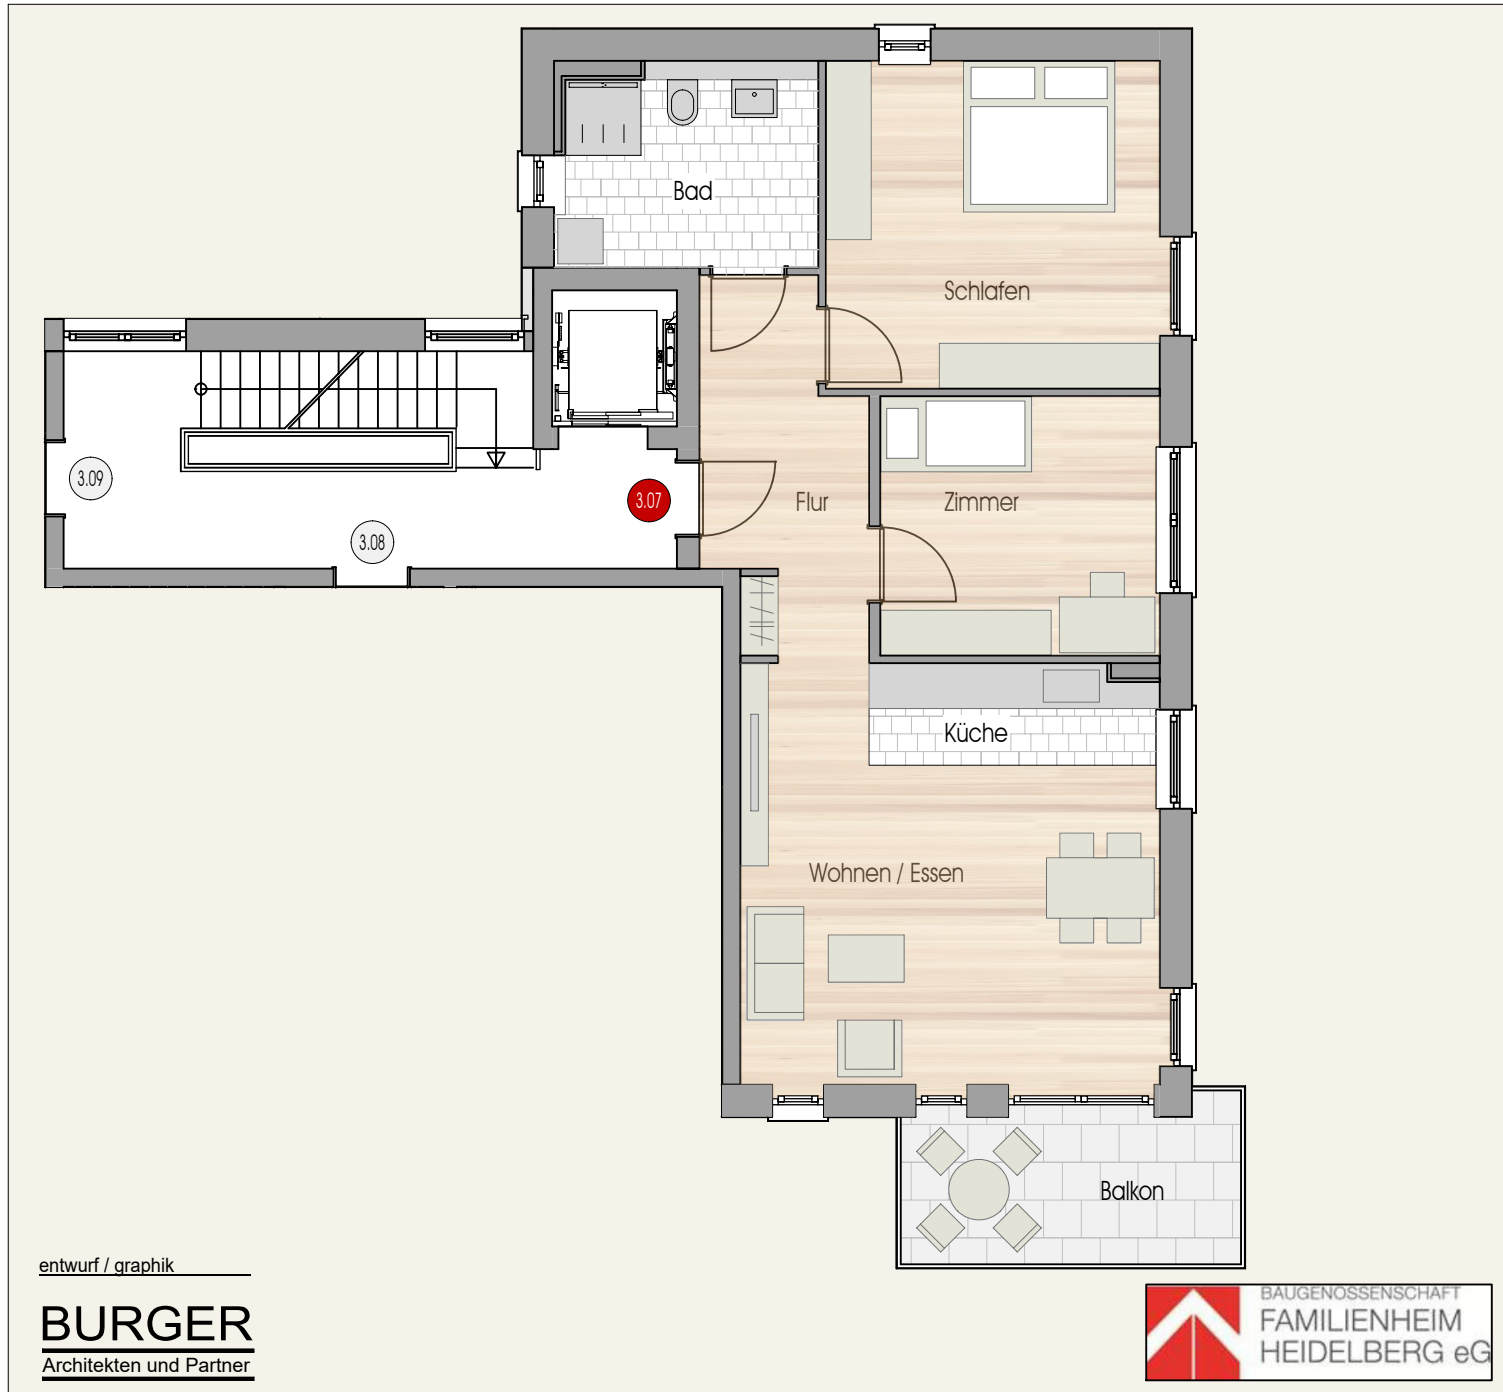 Bad
Schlafen
3.09
3.07
Flur
Zimmer
3.08
Küche
Wohnen / Essen
Balkon
entwurf / graphik
BURGER
Architekten und Partner
BAUGENOSSENSCHAFT
FAMILIENHEIM
HEIDELBERG eG